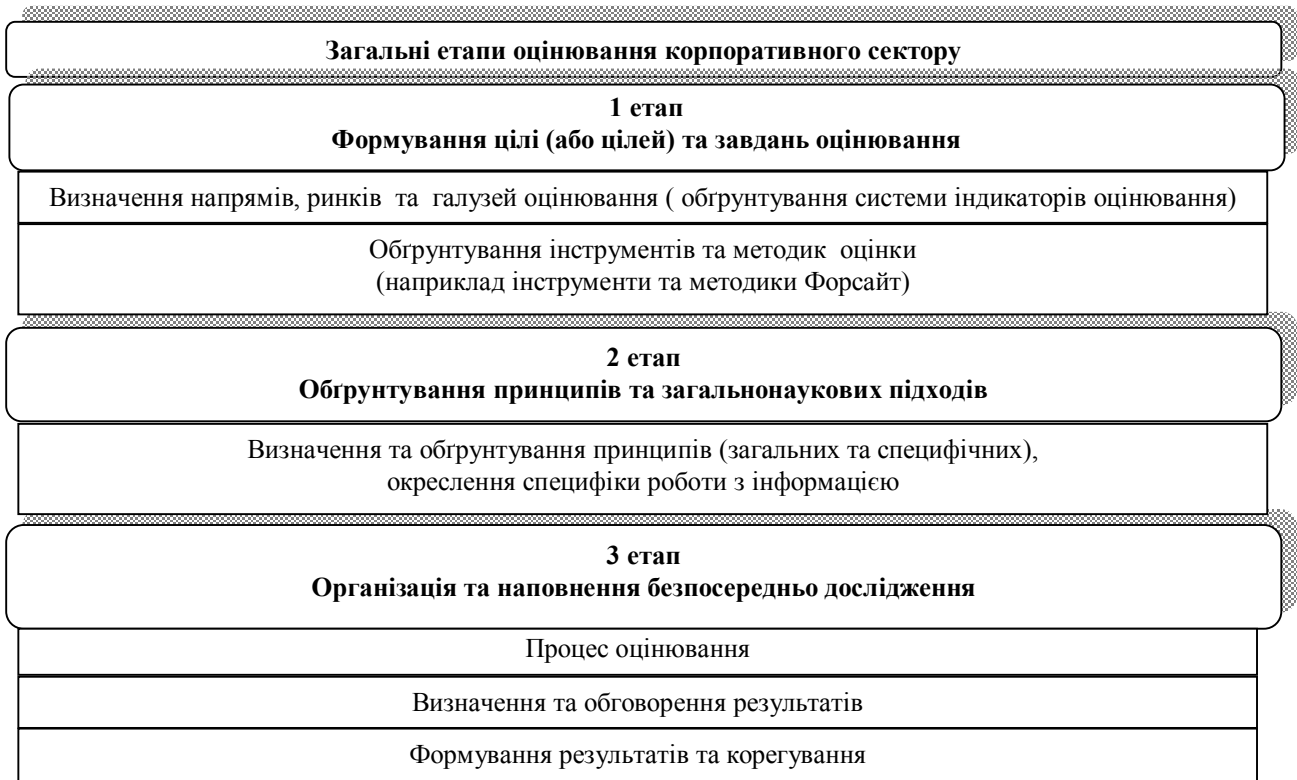 Загальні етапи оцінювання корпоративного сектору
1 етап
Формування цілі (або цілей) та завдань оцінювання
Визначення напрямів, ринків та галузей оцінювання ( обґрунтування системи індикаторів оцінювання)
Обґрунтування інструментів та методик оцінки
(наприклад інструменти та методики Форсайт)
2 етап
Обґрунтування принципів та загальнонаукових підходів
Визначення та обґрунтування принципів (загальних та специфічних),
окреслення специфіки роботи з інформацією
3 етап
Організація та наповнення безпосередньо дослідження
Процес оцінювання
Визначення та обговорення результатів
Формування результатів та корегування